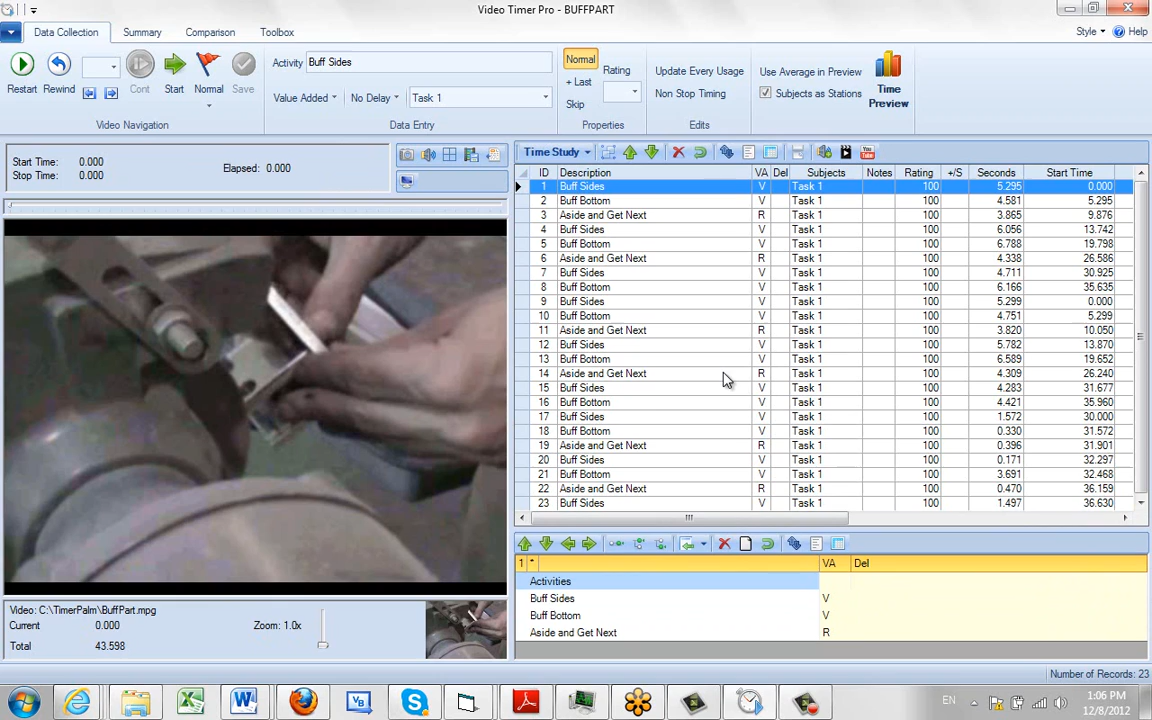 Video Timer Pro - BUFFPART
Data Collection Summary Comparison Toolbox Style Help
Restart Rewind Cont Start Normal Save
Video Navigation
Activity Buff Sides
Value Added No Delay Task 1
Data Entry
Normal
+ Last
Skip
Rating
Properties
Update Every Usage
Non Stop Timing
Edits
Use Average in Preview
Subjects as Stations
Time
Preview
Start Time: 0.000
Stop Time: 0.000
Elapsed: 0.000
Time Study
You
Tube
ID Description VA Del Subjects Notes Rating +/S Seconds Start Time
1 Buff Sides V Task 1 100 5.295 0.000
2 Buff Bottom V Task 1 100 4.581 5.295
3 Aside and Get Next R Task 1 100 3.865 9.876
4 Buff Sides V Task 1 100 6.056 13.742
5 Buff Bottom V Task 1 100 6.788 19.798
6 Aside and Get Next R Task 1 100 4.338 26.586
7 Buff Sides V Task 1 100 4.711 30.925
8 Buff Bottom V Task 1 100 6.166 35.635
9 Buff Sides V Task 1 100 5.299 0.000
10 Buff Bottom V Task 1 100 4.751 5.299
11 Aside and Get Next R Task 1 100 3.820 10.050
12 Buff Sides V Task 1 100 5.782 13.870
13 Buff Bottom V Task 1 100 6.589 19.652
14 Aside and Get Next R Task 1 100 4.309 26.240
15 Buff Sides V Task 1 100 4.283 31.677
16 Buff Bottom V Task 1 100 4.421 35.960
17 Buff Sides V Task 1 100 1.572 30.000
18 Buff Bottom V Task 1 100 0.330 31.572
19 Aside and Get Next R Task 1 100 0.396 31.901
20 Buff Sides V Task 1 100 0.171 32.297
21 Buff Bottom V Task 1 100 3.691 32.468
22 Aside and Get Next R Task 1 100 0.470 36.159
23 Buff Sides V Task 1 100 1.497 36.630
1 * VA Del
Activities
Buff Sides V
Buff Bottom V
Aside and Get Next R
Video: C:\TimerPalm\BuffPart.mpg
Current 0.000 Zoom: 1.0x
Total 43.598
Number of Records: 23
EN
1:06 PM
12/8/2012